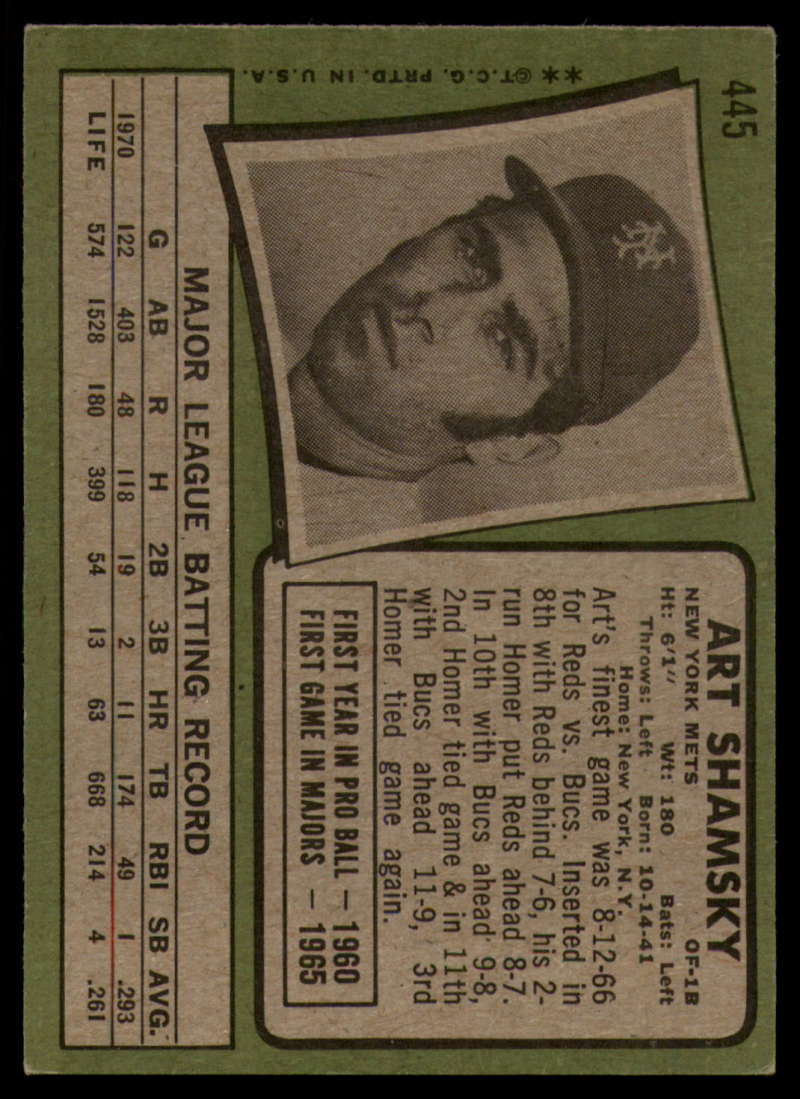 445
**©T.C.G. PRTD. IN U.S.A.
NY
ART SHAMSKY
NEW YORK METS OF-1B
Ht: 6'1" Wt: 180 Bats: Left
Throws: Left Born: 10-14-41
Home: New York, N.Y.
Art's finest game was 8-12-66
for Reds vs. Bucs. Inserted in
8th with Reds behind 7-6, his 2-
run Homer put Reds ahead 8-7.
In 10th with Bucs ahead 9-8,
2nd Homer tied game & in 11th
with Bucs ahead 11-9, 3rd
Homer tied game again.
FIRST YEAR IN PRO BALL — 1960
FIRST GAME IN MAJORS — 1965
MAJOR LEAGUE BATTING RECORD
G AB R H 2B 3B HR TB RBI SB AVG.
1970 122 403 48 118 19 2 11 174 49 1 .293
LIFE 574 1528 180 399 54 13 63 668 214 4 .261